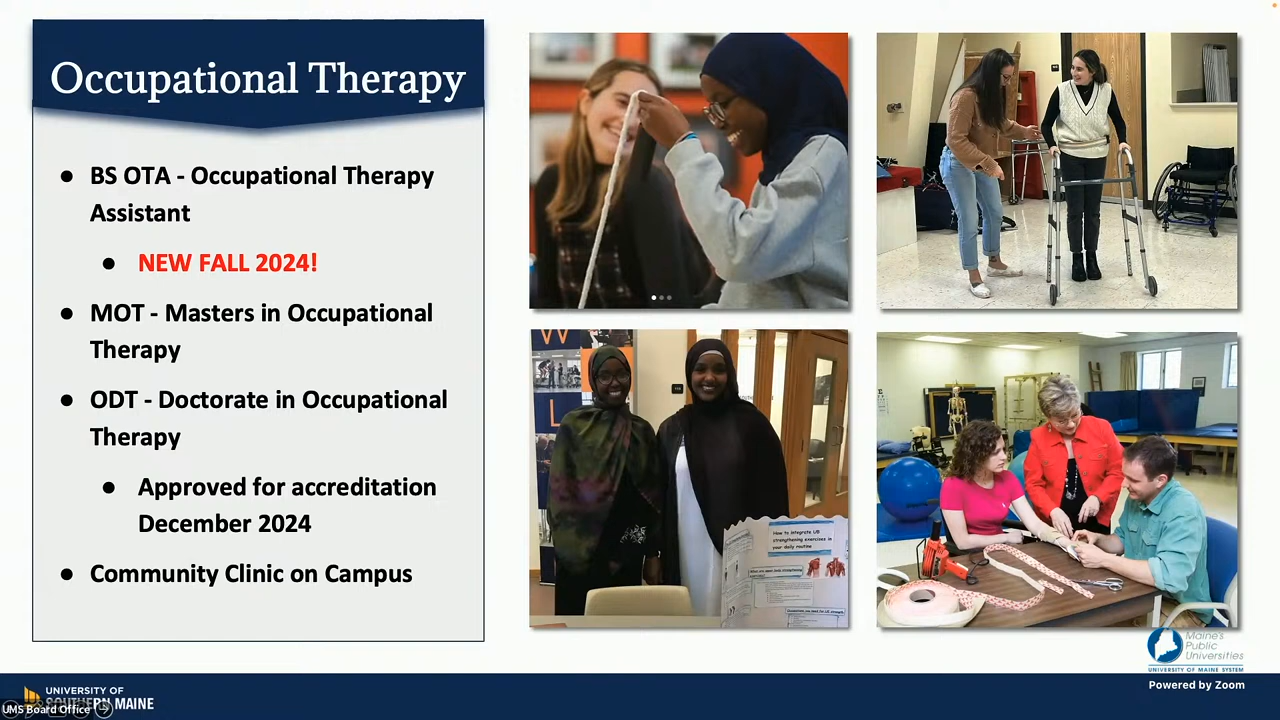 Occupational Therapy
● BS OTA - Occupational Therapy
Assistant
● NEW FALL 2024!
● MOT - Masters in Occupational
Therapy
● ODT - Doctorate in Occupational
Therapy
● Approved for accreditation
December 2024
● Community Clinic on Campus
W
L
How to integrate UB
strengthening exercises in
your daily routine
Maine's
Public
Universities
UNIVERSITY OF MAINE SYSTEM
Powered by Zoom
UNIVERSITY OF
SOUTHERN MAINE
UMS Board Office